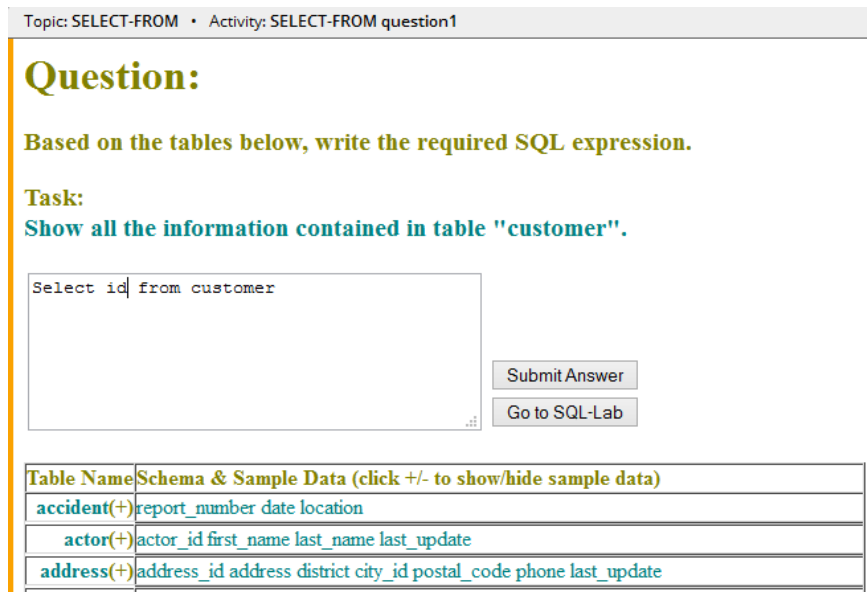 Topic: SELECT-FROM • Activity: SELECT-FROM question1
Question:
Based on the tables below, write the required SQL expression.
Task:
Show all the information contained in table "customer".
Select id from customer
Submit Answer
Go to SQL-Lab
Table Name Schema & Sample Data (click +/- to show/hide sample data)
accident(+) report_number date location
actor(+) actor_id first_name last_name last_update
address(+) address_id address district city_id postal_code phone last_update